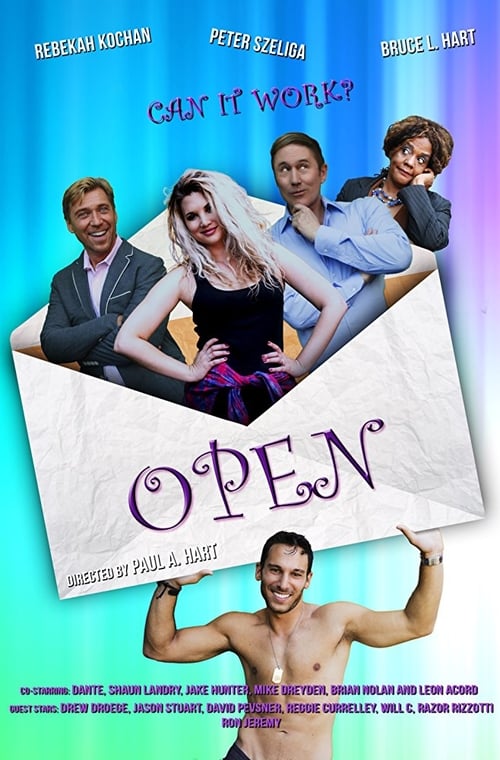 REBEKAH KOCHAN
PETER SZELIGA
BRUCE L. HART
CAN IT WORK?
OPEN
DIRECTED BY PAUL A. HART
CO-STARRING: DANTE, SHAUN LANDRY, JAKE HUNTER, MIKE DREYDEN, BRIAN NOLAN AND LEON ACORD
GUEST STARS: DREW DROEGE, JASON STUART, DAVID PEVSNER, REGGIE CURRELLEY, WILL C, RAZOR RIZZOTTI
RON JEREMY